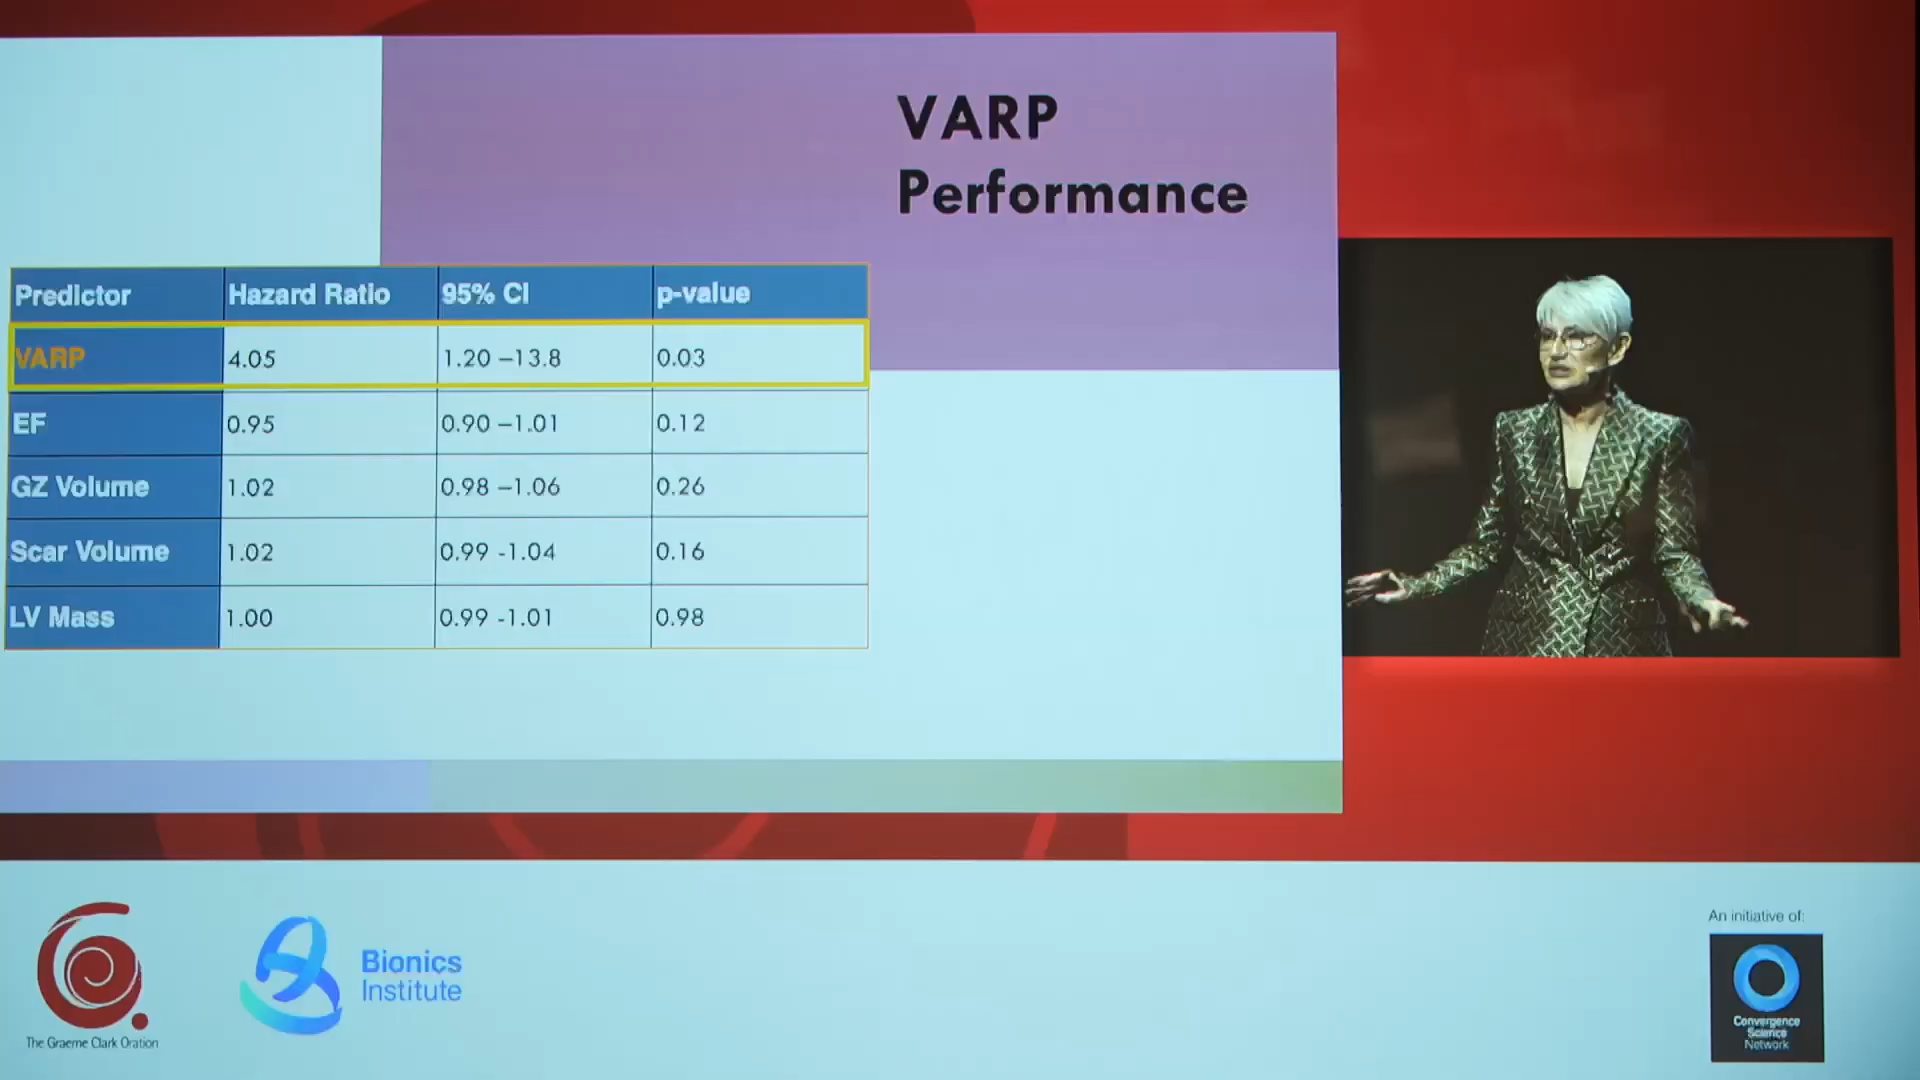 VARP
Performance
Predictor Hazard Ratio 95% CI p-value
VARP 4.05 1.20 –13.8 0.03
EF 0.95 0.90 –1.01 0.12
GZ Volume 1.02 0.98 –1.06 0.26
Scar Volume 1.02 0.99 -1.04 0.16
LV Mass 1.00 0.99 -1.01 0.98
The Graeme Clark Oration
Bionics
Institute
An initiative of:
Convergence
Science
Network